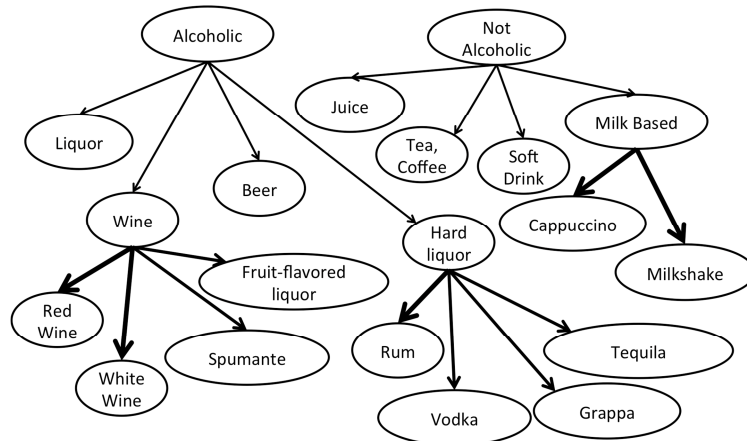 Alcoholic
Not
Alcoholic
Juice
Milk Based
Liquor
Tea,
Coffee
Soft
Drink
Beer
Wine
Cappuccino
Hard
liquor
Fruit-flavored
liquor
Milkshake
Red
Wine
Spumante
Rum
Tequila
White
Wine
Vodka
Grappa